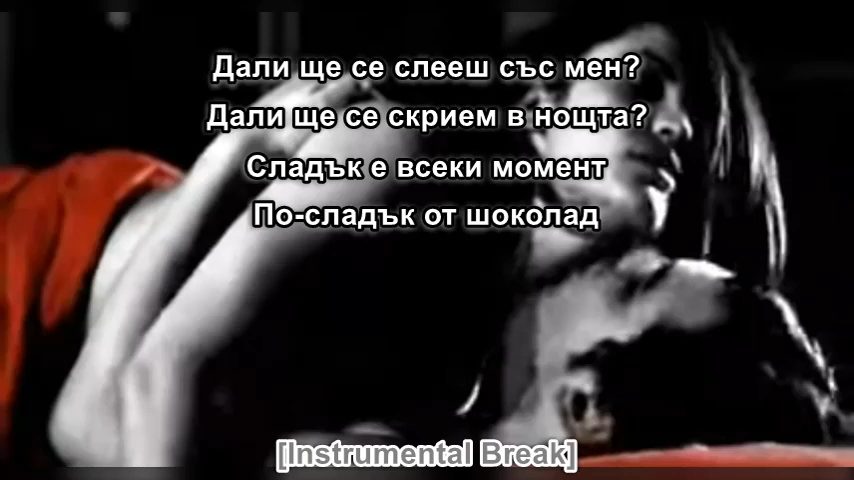 Дали ще се слееш със мен?
Дали ще се скрием в нощта?
Сладък е всеки момент
По-сладък от шоколад
[Instrumental Break]